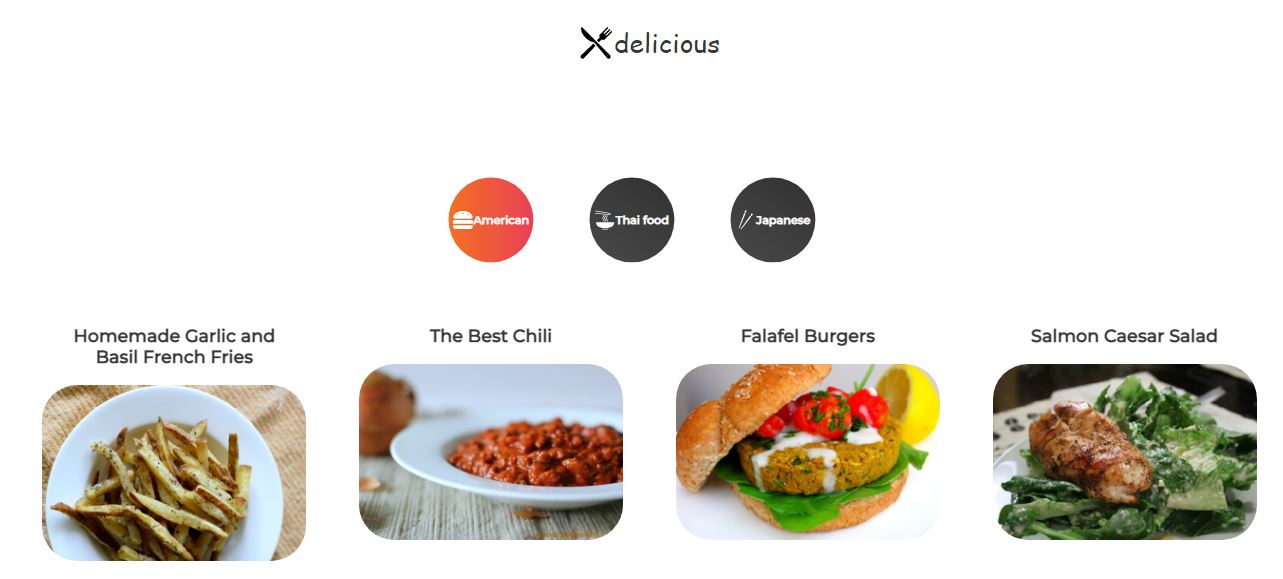 delicious
American
Thai food
Japanese
Homemade Garlic and
Basil French Fries
The Best Chili
Falafel Burgers
Salmon Caesar Salad